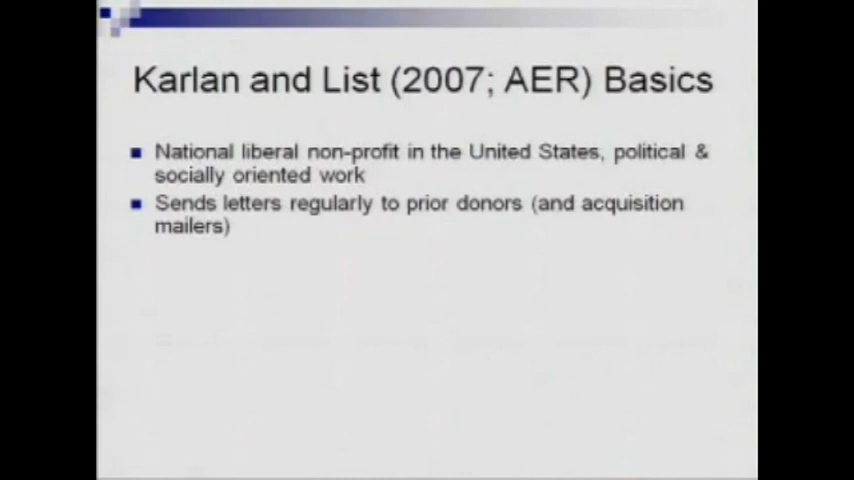 Karlan and List (2007; AER) Basics
National liberal non-profit in the United States, political &
socially oriented work
Sends letters regularly to prior donors (and acquisition
mailers)